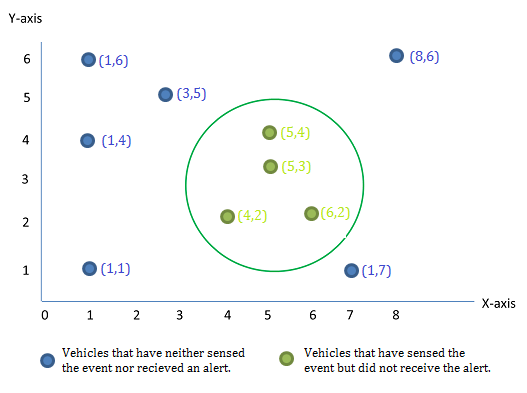 Y-axis
6
(1,6)
(8,6)
5
(3,5)
4
(1,4)
(5,4)
3
(5,3)
2
(4,2)
(6,2)
1
(1,1)
(1,7)
0 1 2 3 4 5 6 7 8
X-axis
Vehicles that have neither sensed
the event nor recieved an alert.
Vehicles that have sensed the
event but did not receive the alert.